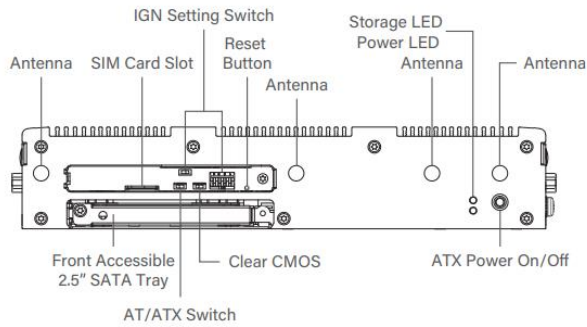 IGN Setting Switch
Storage LED
Power LED
Antenna
SIM Card Slot
Reset
Button
Antenna
Antenna
Antenna
Front Accessible
2.5" SATA Tray
Clear CMOS
ATX Power On/Off
AT/ATX Switch